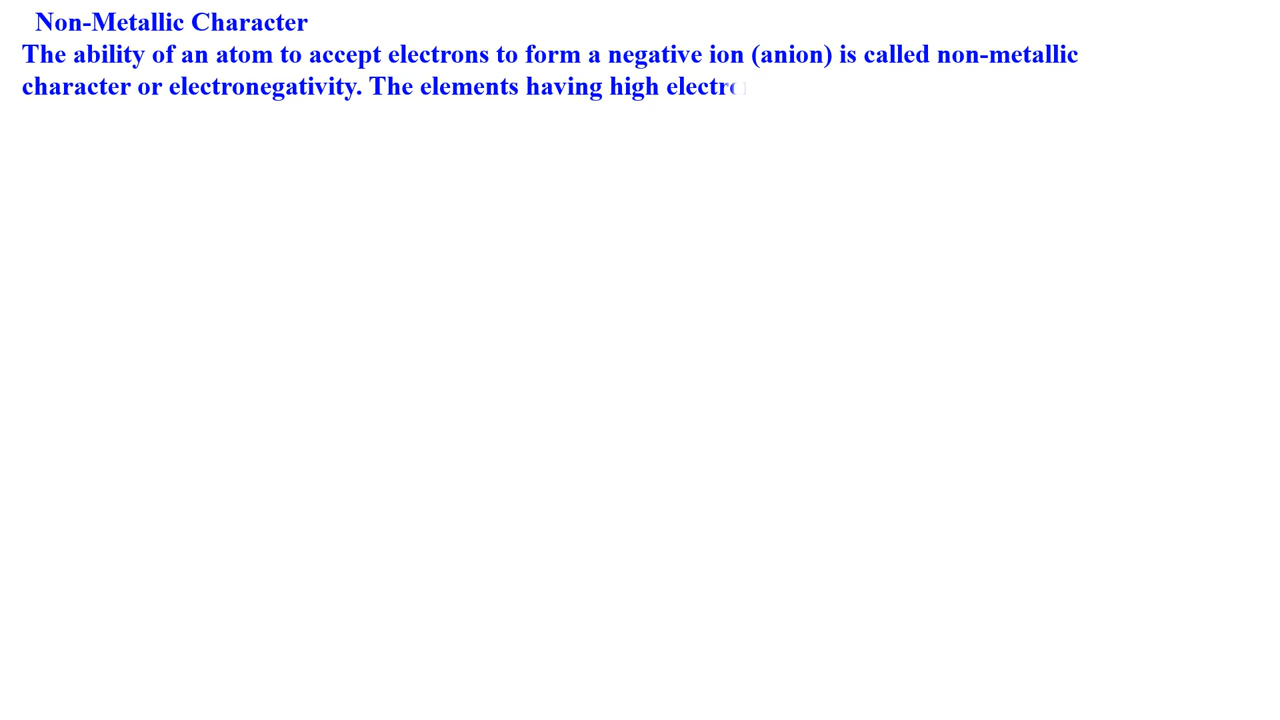 Non-Metallic Character
The ability of an atom to accept electrons to form a negative ion (anion) is called non-metallic
character or electronegativity. The elements having high